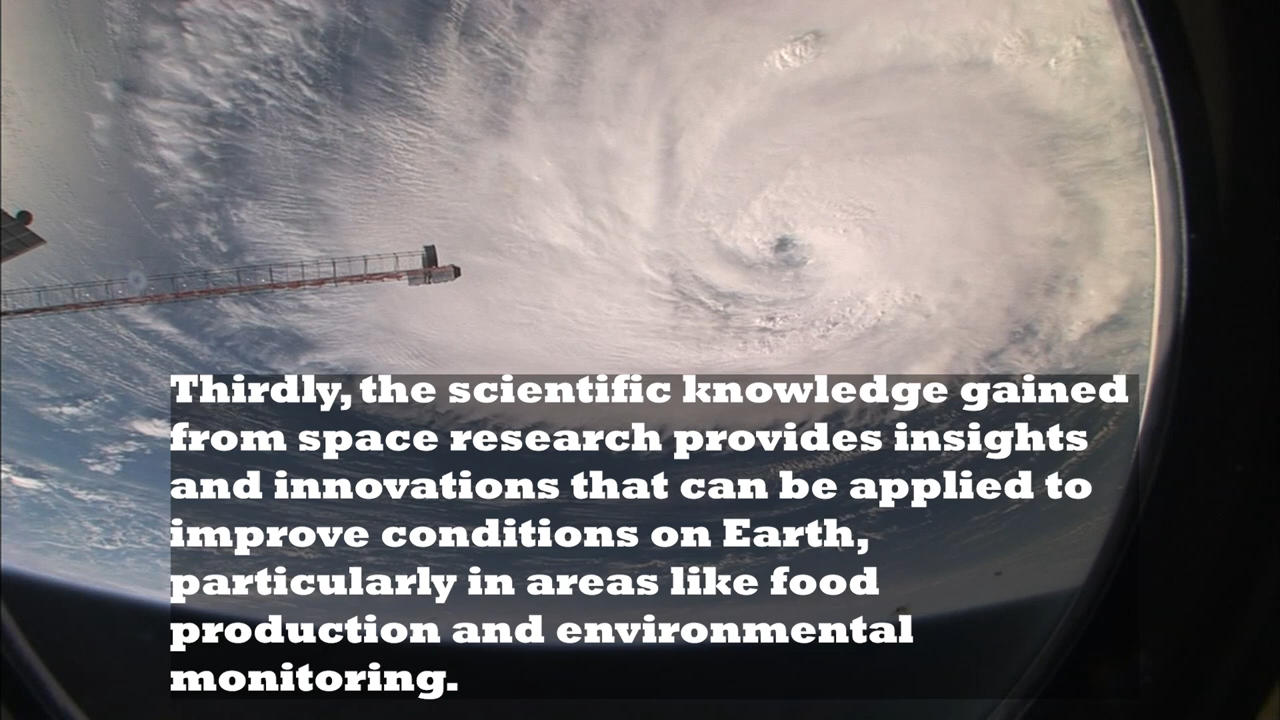 Thirdly, the scientific knowledge gained
from space research provides insights
and innovations that can be applied to
improve conditions on Earth,
particularly in areas like food
production and environmental
monitoring.